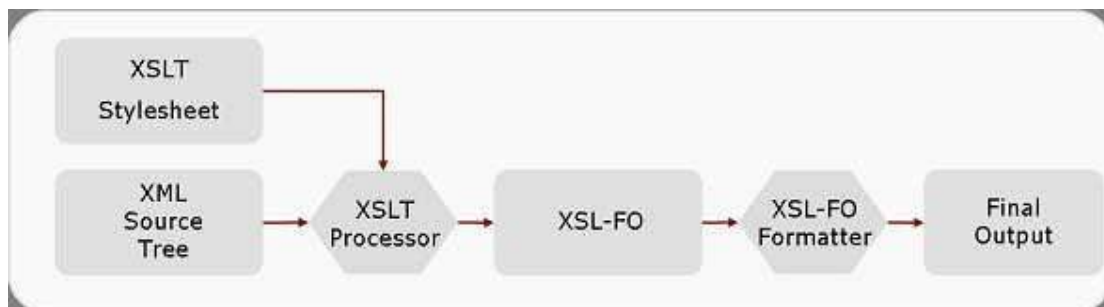 XSLT
Stylesheet
XML
Source
Tree
XSLT
Processor
XSL-FO
XSL-FO
Formatter
Final
Output